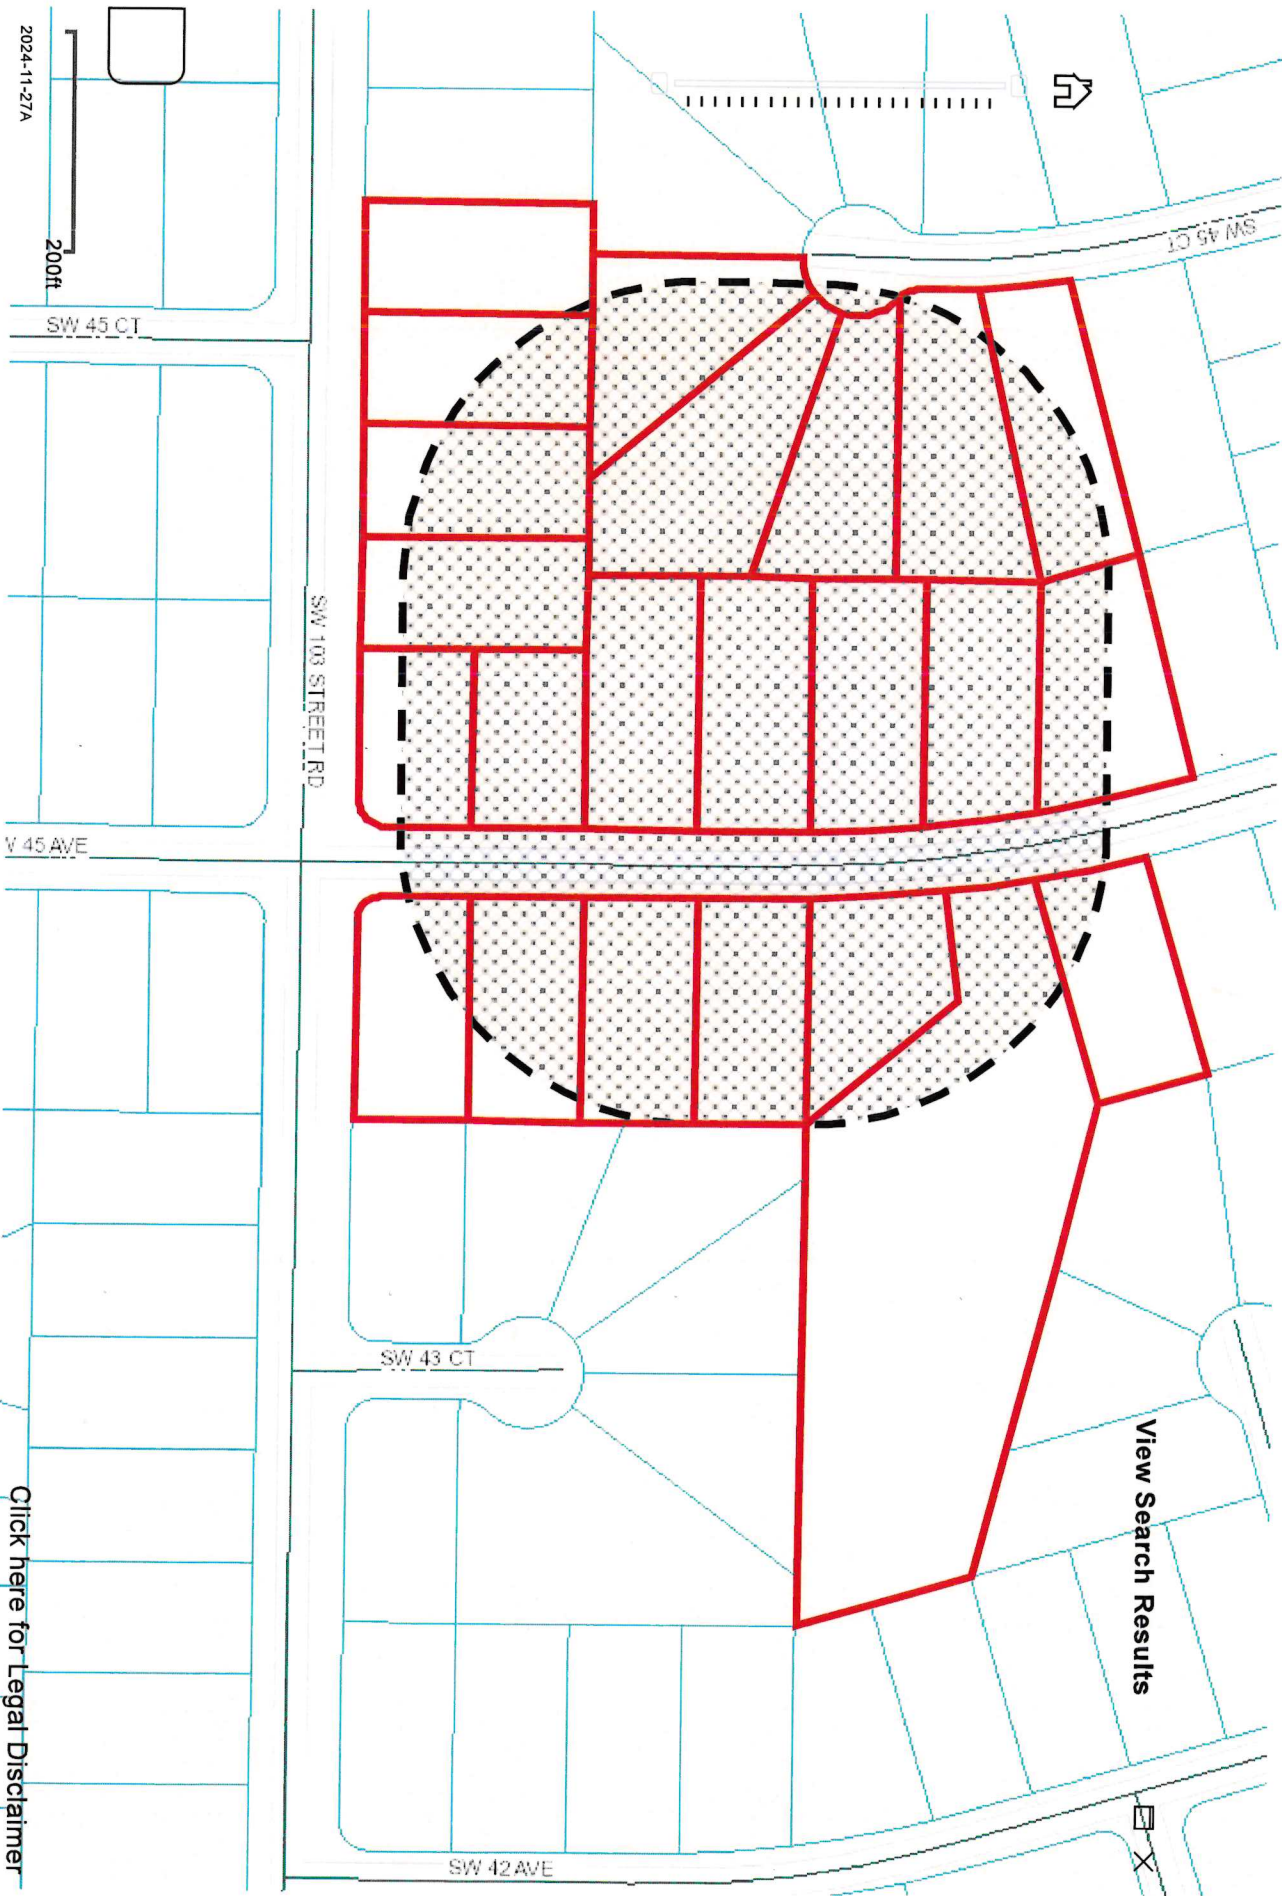 2024-11-27A
200ft
SW 45 CT
SW 45 CT
SW 103 STREET RD
V 45 AVE
SW 43 CT
View Search Results
SW 42 AVE
Click here for Legal Disclaimer